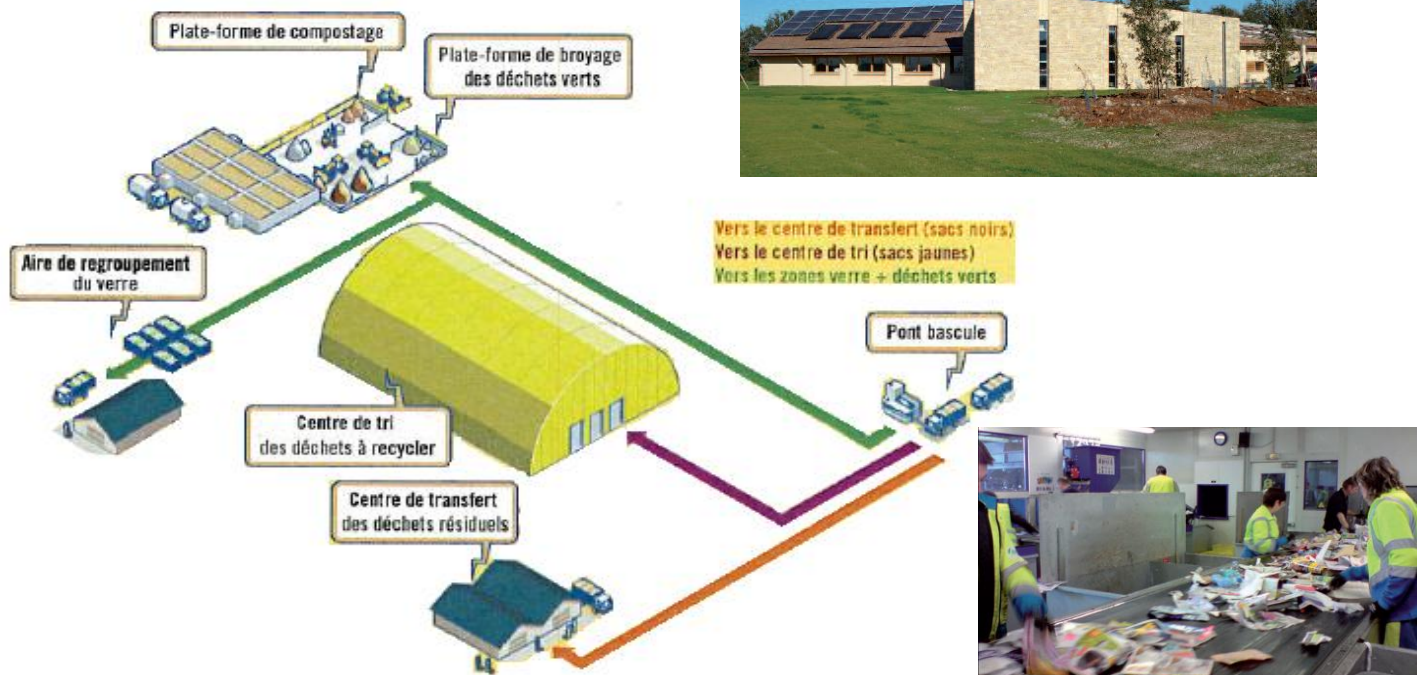 Plate-forme de compostage
Plate-forme de broyage
des déchets verts
Vers le centre de transfert (sacs noirs)
Vers le centre de tri (sacs jaunes)
Vers les zones verre + déchets verts
Aire de regroupement
du verre
Pont bascule
Centre de tri
des déchets à recycler
Centre de transfert
des déchets résiduels